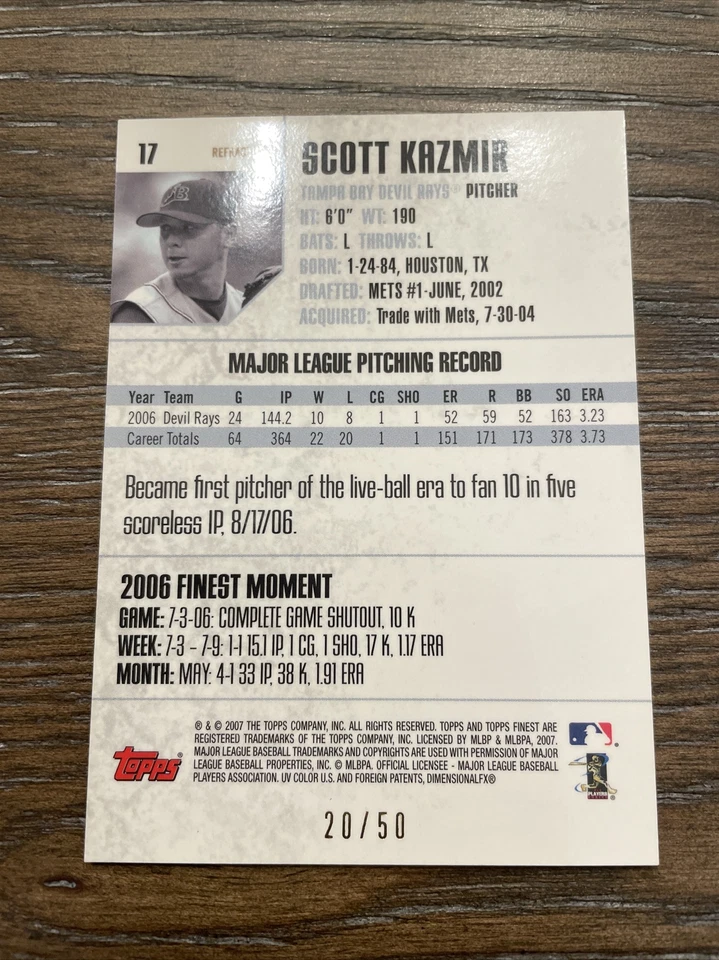 17
SCOTT KAZMIR
TAMPA BAY DEVIL RAYS® PITCHER
HT: 6'0" WT: 190
BATS: L THROWS: L
BORN: 1-24-84, HOUSTON, TX
DRAFTED: METS #1-JUNE, 2002
ACQUIRED: Trade with Mets, 7-30-04
MAJOR LEAGUE PITCHING RECORD
Year Team G IP W L CG SHO ER R BB SO ERA
2006 Devil Rays 24 144.2 10 8 1 1 52 59 52 163 3.23
Career Totals 64 364 22 20 1 1 151 171 173 378 3.73
Became first pitcher of the live-ball era to fan 10 in five
scoreless IP, 8/17/06.
2006 FINEST MOMENT
GAME: 7-3-06: COMPLETE GAME SHUTOUT, 10 K
WEEK: 7-3 – 7-9: 1-1 15.1 IP, 1 CG, 1 SHO, 17 K, 1.17 ERA
MONTH: MAY: 4-1 33 IP, 38 K, 1.91 ERA
® & © 2007 THE TOPPS COMPANY, INC. ALL RIGHTS RESERVED. TOPPS AND TOPPS FINEST ARE
REGISTERED TRADEMARKS OF THE TOPPS COMPANY, INC. LICENSED BY MLBP & MLBPA, 2007.
MAJOR LEAGUE BASEBALL TRADEMARKS AND COPYRIGHTS ARE USED WITH PERMISSION OF MAJOR
LEAGUE BASEBALL PROPERTIES, INC. © MLBPA. OFFICIAL LICENSEE - MAJOR LEAGUE BASEBALL
PLAYERS ASSOCIATION. UV COLOR U.S. AND FOREIGN PATENTS, DIMENSIONALFX®
Topps®
PLAYERS
20/50